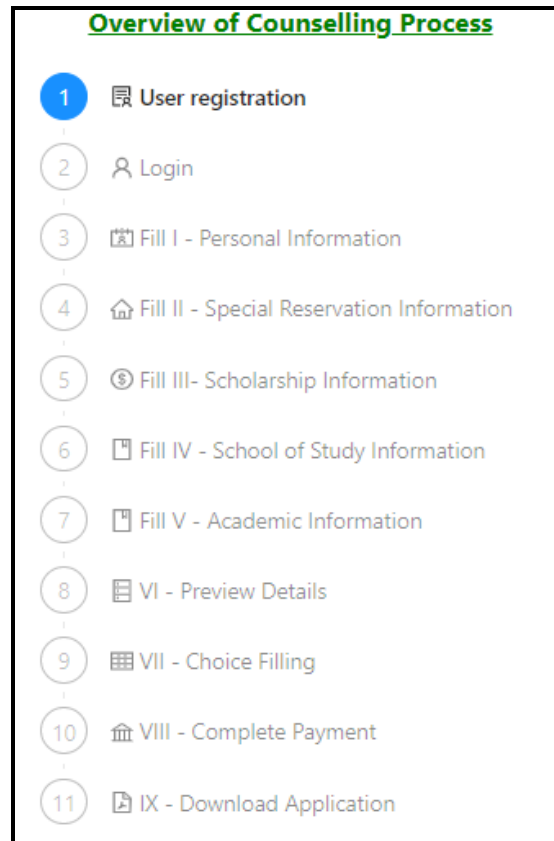 Overview of Counselling Process
1 User registration
2 Login
3 Fill I - Personal Information
4 Fill II - Special Reservation Information
5 Fill III- Scholarship Information
6 Fill IV - School of Study Information
7 Fill V - Academic Information
8 VI - Preview Details
9 VII - Choice Filling
10 VIII - Complete Payment
11 IX - Download Application